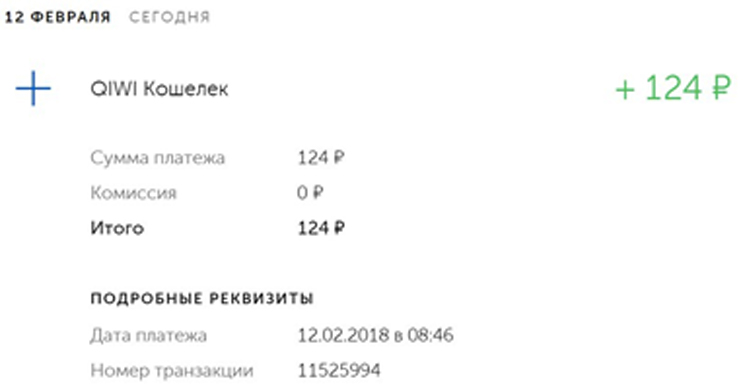 12 ФЕВРАЛЯ СЕГОДНЯ
QIWI Кошелек + 124 ₽
Сумма платежа 124 ₽
Комиссия 0 ₽
Итого 124 ₽
ПОДРОБНЫЕ РЕКВИЗИТЫ
Дата платежа 12.02.2018 в 08:46
Номер транзакции 11525994